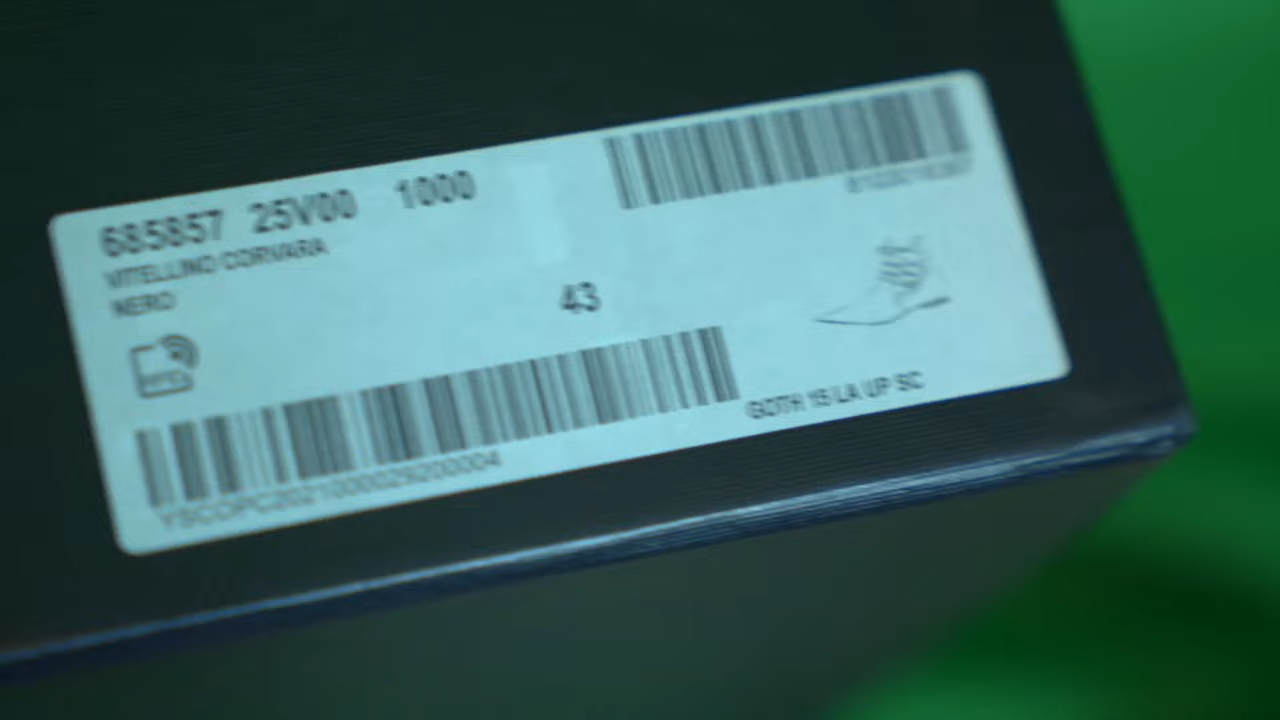 685857 25V00 1000
VITELLINO CORVARA
NERO
43
GOTH 15 LA UP SC